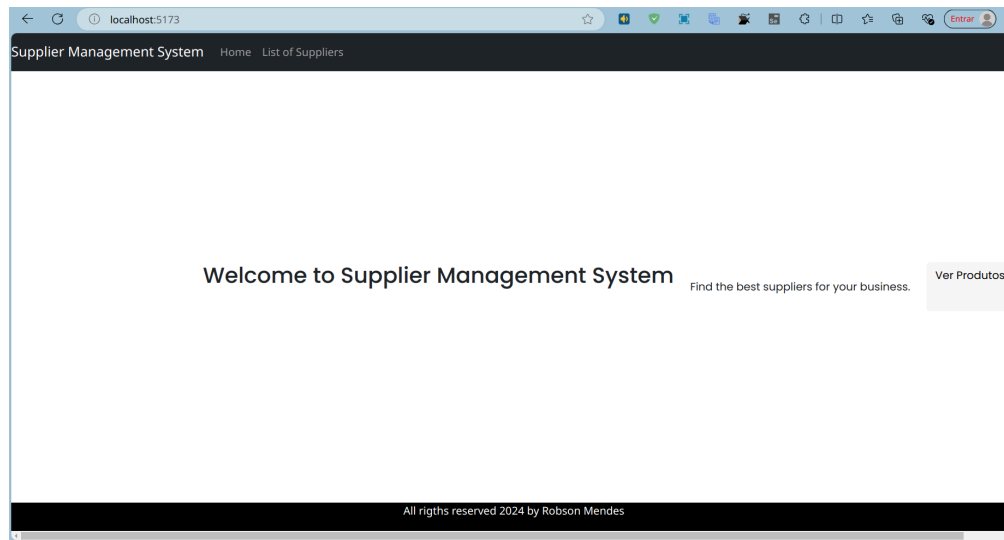 localhost:5173
Entrar
Supplier Management System Home List of Suppliers
Welcome to Supplier Management System
Find the best suppliers for your business.
Ver Produtos
All rigths reserved 2024 by Robson Mendes